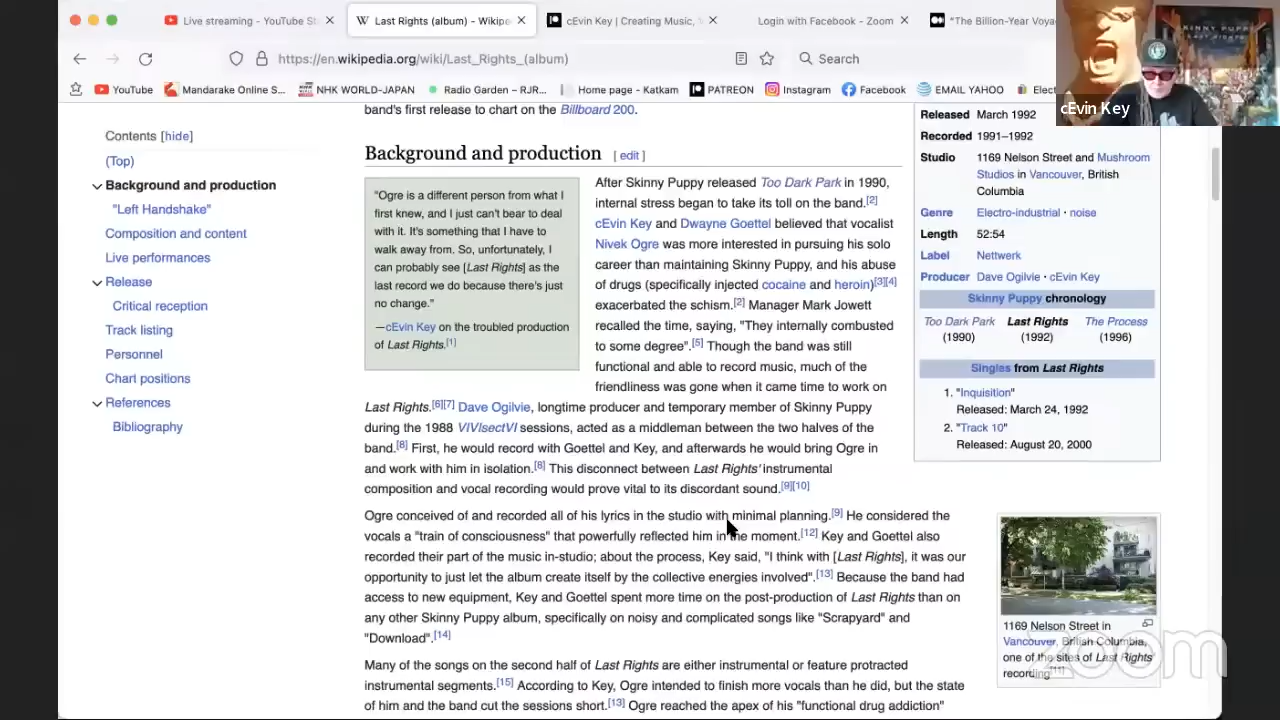 Live streaming - YouTube St
Last Rights (album) - Wikipe
cEvin Key | Creating Music,
Login with Facebook - Zoom
"The Billion-Year Voya
https://en.wikipedia.org/wiki/Last_Rights_(album)
Search
YouTube
Mandarake Online S...
NHK WORLD-JAPAN
Radio Garden – RJR...
Home page - Katkam
PATREON
Instagram
Facebook
EMAIL YAHOO
Elect
SKINNY PUPPY
LAST RIGHTS
cEvin Key
Contents [hide]
(Top)
Background and production
"Left Handshake"
Composition and content
Live performances
Release
Critical reception
Track listing
Personnel
Chart positions
References
Bibliography
band's first release to chart on the Billboard 200.
Background and production [ edit ]
"Ogre is a different person from what I
first knew, and I just can't bear to deal
with it. It's something that I have to
walk away from. So, unfortunately, I
can probably see [Last Rights] as the
last record we do because there's just
no change."
—cEvin Key on the troubled production
of Last Rights.[1]
After Skinny Puppy released Too Dark Park in 1990,
internal stress began to take its toll on the band.[2]
cEvin Key and Dwayne Goettel believed that vocalist
Nivek Ogre was more interested in pursuing his solo
career than maintaining Skinny Puppy, and his abuse
of drugs (specifically injected cocaine and heroin)[3][4]
exacerbated the schism.[2] Manager Mark Jowett
recalled the time, saying, "They internally combusted
to some degree".[5] Though the band was still
functional and able to record music, much of the
friendliness was gone when it came time to work on
Last Rights.[6][7] Dave Ogilvie, longtime producer and temporary member of Skinny Puppy
during the 1988 VIVIsectVI sessions, acted as a middleman between the two halves of the
band.[8] First, he would record with Goettel and Key, and afterwards he would bring Ogre in
and work with him in isolation.[8] This disconnect between Last Rights' instrumental
composition and vocal recording would prove vital to its discordant sound.[9][10]
Ogre conceived of and recorded all of his lyrics in the studio with minimal planning.[9] He considered the
vocals a "train of consciousness" that powerfully reflected him in the moment.[12] Key and Goettel also
recorded their part of the music in-studio; about the process, Key said, "I think with [Last Rights], it was our
opportunity to just let the album create itself by the collective energies involved".[13] Because the band had
access to new equipment, Key and Goettel spent more time on the post-production of Last Rights than on
any other Skinny Puppy album, specifically on noisy and complicated songs like "Scrapyard" and
"Download".[14]
Many of the songs on the second half of Last Rights are either instrumental or feature protracted
instrumental segments.[15] According to Key, Ogre intended to finish more vocals than he did, but the state
of him and the band cut the sessions short.[13] Ogre reached the apex of his "functional drug addiction"
Released March 1992
Recorded 1991–1992
Studio 1169 Nelson Street and Mushroom
Studios in Vancouver, British
Columbia
Genre Electro-industrial · noise
Length 52:54
Label Nettwerk
Producer Dave Ogilvie · cEvin Key
Skinny Puppy chronology
Too Dark Park Last Rights The Process
(1990) (1992) (1996)
Singles from Last Rights
1. "Inquisition"
Released: March 24, 1992
2. "Track 10"
Released: August 20, 2000
1169 Nelson Street in
Vancouver, British Columbia,
one of the sites of Last Rights
recording[11]
zoom